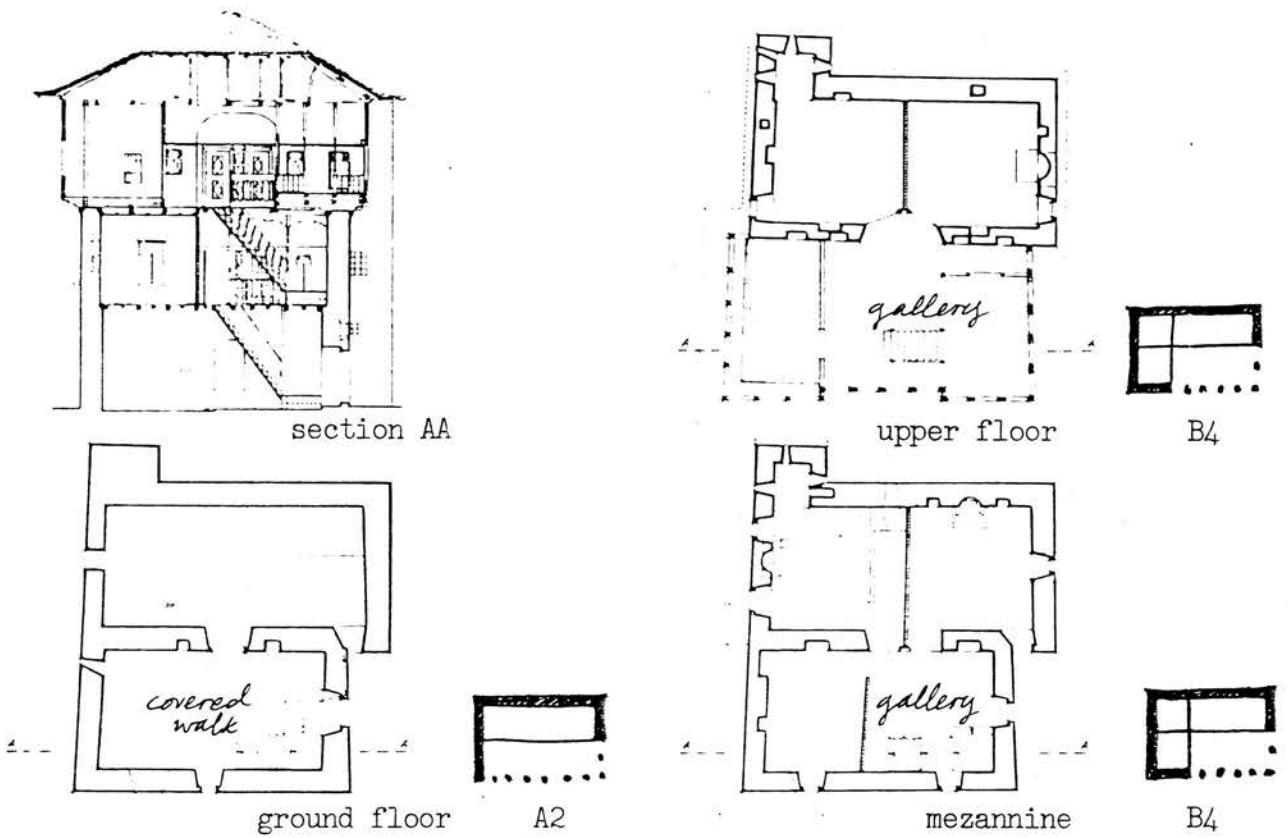 section AA
gallery
A
A
upper floor
B4
covered
walk
A
A
ground floor
A2
gallery
A
A
mezannine
B4